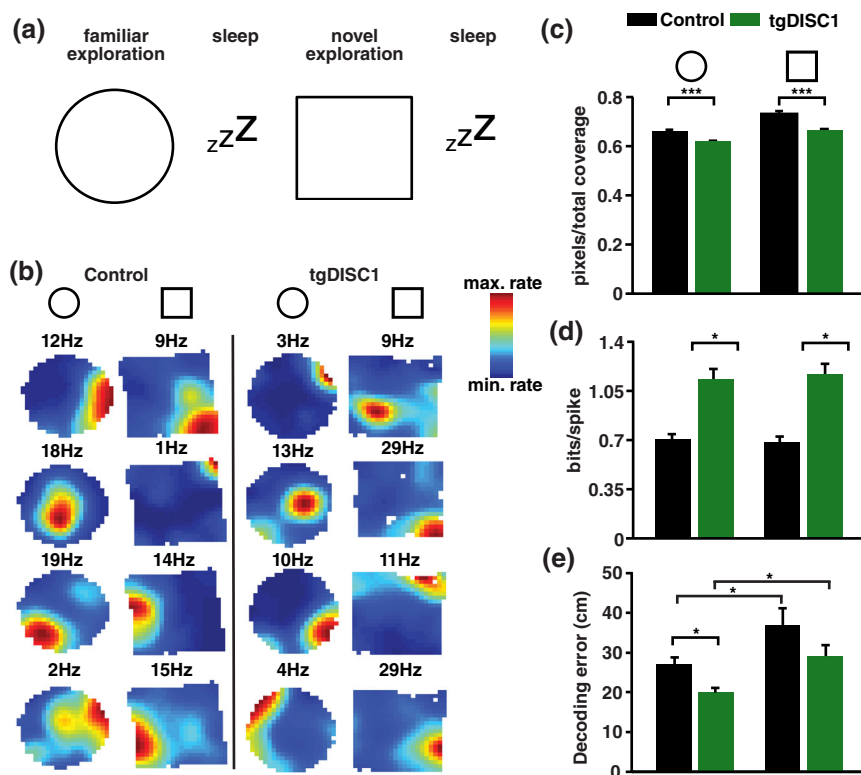 (a)
familiar exploration
sleep
novel exploration
sleep
zzZ
zzZ
(b)
Control
tgDISC1
max. rate
min. rate
12Hz
9Hz
3Hz
9Hz
18Hz
1Hz
13Hz
29Hz
19Hz
14Hz
10Hz
11Hz
2Hz
15Hz
4Hz
29Hz
Control
tgDISC1
(c)
***
***
0.8
0.6
0.4
0.2
0
pixels/total coverage
(d)
*
*
1.4
1.05
0.7
0.35
0
bits/spike
(e)
*
*
*
50
40
30
20
10
0
Decoding error (cm)